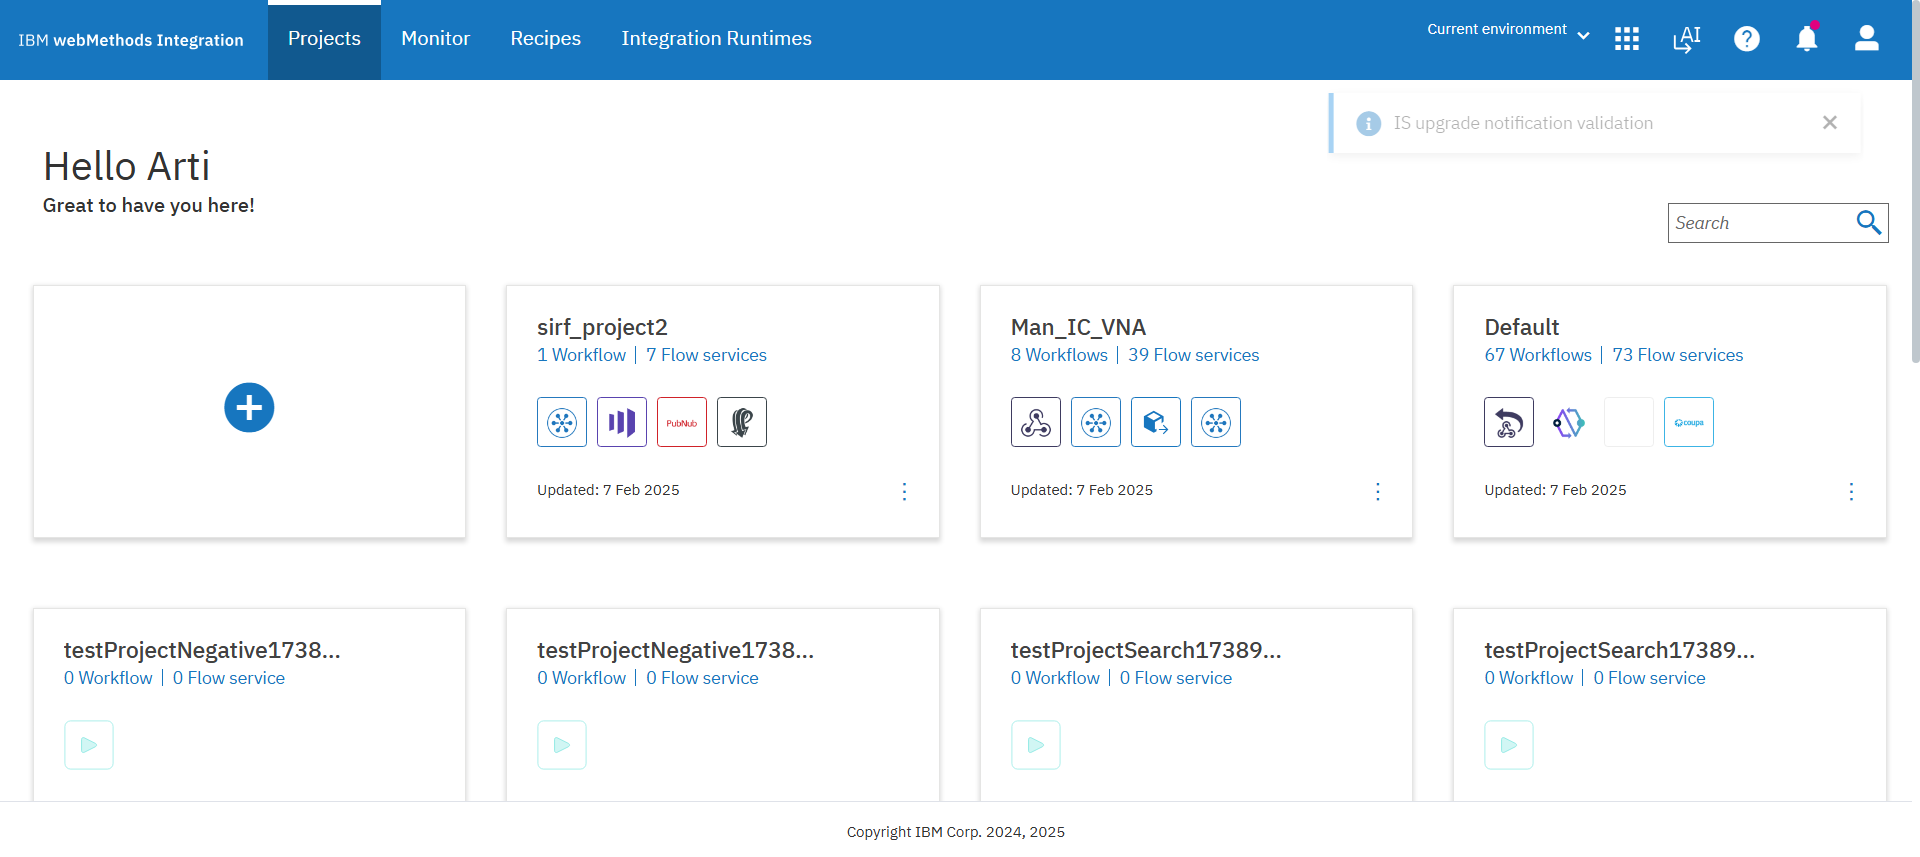 IBM webMethods Integration
Projects
Monitor
Recipes
Integration Runtimes
Current environment
AI
?
IS upgrade notification validation
Hello Arti
Great to have you here!
Search
sirf_project2
1 Workflow | 7 Flow services
PubNub
Updated: 7 Feb 2025
Man_IC_VNA
8 Workflows | 39 Flow services
Updated: 7 Feb 2025
Default
67 Workflows | 73 Flow services
coupa
Updated: 7 Feb 2025
testProjectNegative1738...
0 Workflow | 0 Flow service
testProjectNegative1738...
0 Workflow | 0 Flow service
testProjectSearch17389...
0 Workflow | 0 Flow service
testProjectSearch17389...
0 Workflow | 0 Flow service
Copyright IBM Corp. 2024, 2025